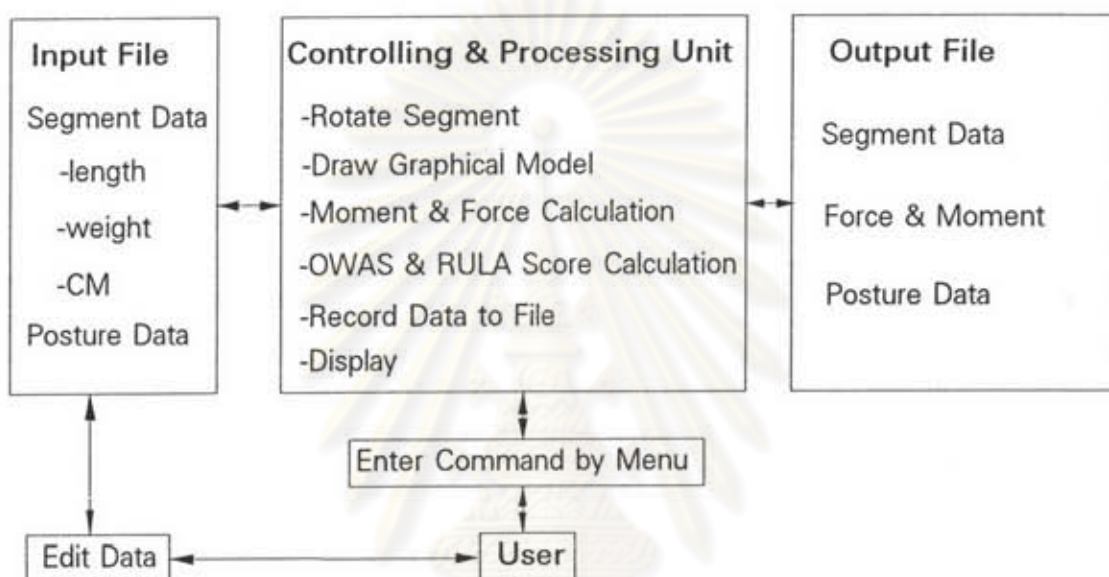 Input File
Segment Data
-length
-weight
-CM
Posture Data
Controlling & Processing Unit
-Rotate Segment
-Draw Graphical Model
-Moment & Force Calculation
-OWAS & RULA Score Calculation
-Record Data to File
-Display
Output File
Segment Data
Force & Moment
Posture Data
Enter Command by Menu
Edit Data
User